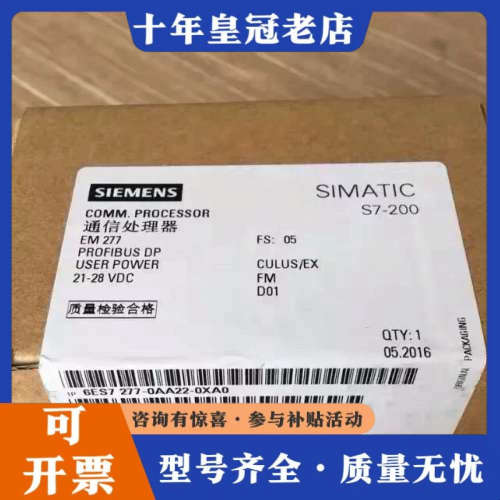 十年皇冠老店
SIEMENS
SIMATIC
S7-200
COMM. PROCESSOR
通信处理器
EM 277
FS: 05
PROFIBUS DP
USER POWER
CULUS/EX
21-28 VDC
FM
D01
质量检验合格
QTY: 1
05.2016
PACKAGING
1P 6ES7 277-0AA22-0XA0
咨询有惊喜·参与补贴活动
可
开票
型号齐全·质量无忧